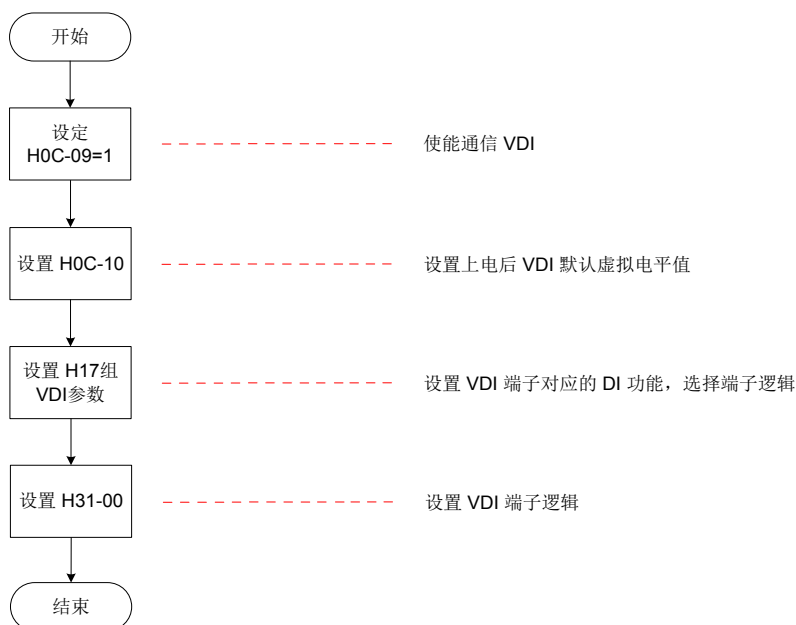 开始
设定
H0C-09=1
使能通信 VDI
设置 H0C-10
设置上电后 VDI 默认虚拟电平值
设置 H17组
VDI参数
设置 VDI 端子对应的 DI 功能，选择端子逻辑
设置 H31-00
设置 VDI 端子逻辑
结束